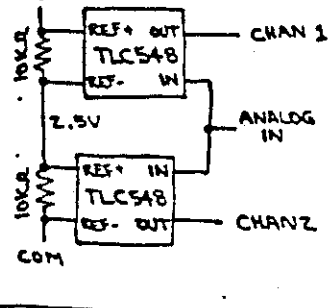 10KΩ
REF+ OUT
TLC548
REF- IN
CHAN 1
2.5V
ANALOG
IN
10KΩ
REF+ IN
TLC548
REF- OUT
CHAN2
COM